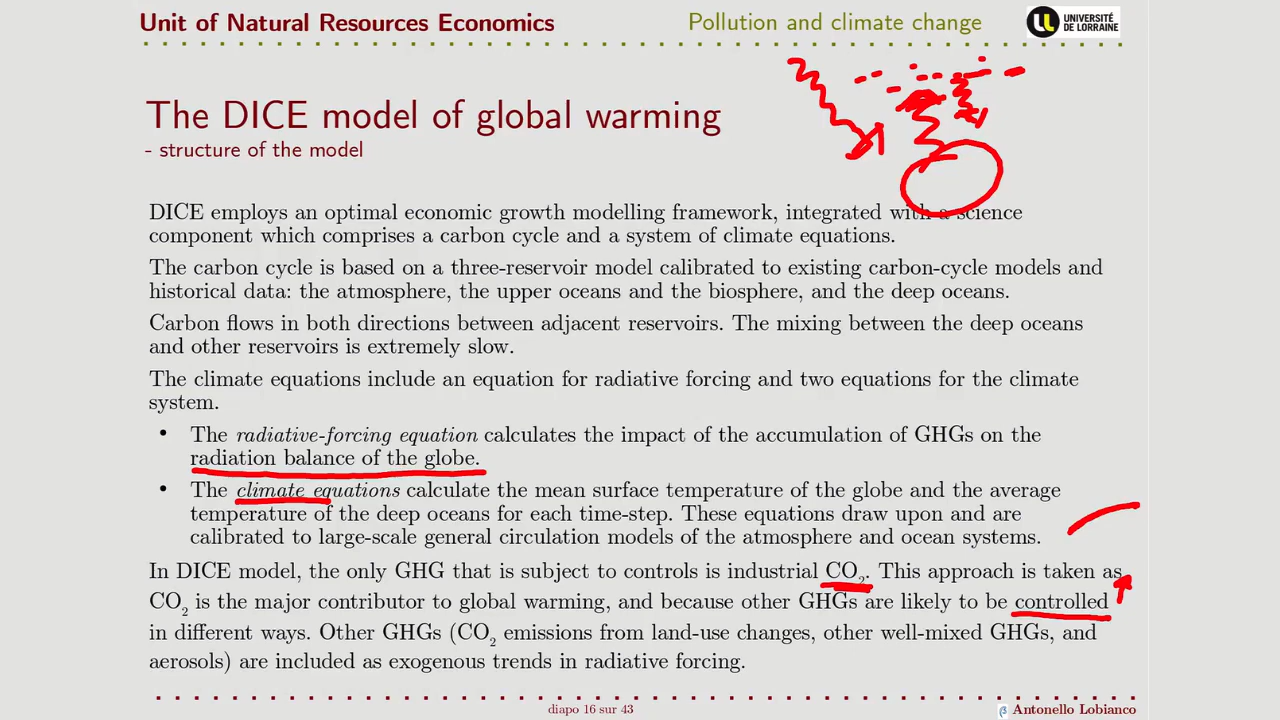 Unit of Natural Resources Economics
Pollution and climate change
UNIVERSITÉ
DE LORRAINE
The DICE model of global warming
- structure of the model
DICE employs an optimal economic growth modelling framework, integrated with a science
component which comprises a carbon cycle and a system of climate equations.
The carbon cycle is based on a three-reservoir model calibrated to existing carbon-cycle models and
historical data: the atmosphere, the upper oceans and the biosphere, and the deep oceans.
Carbon flows in both directions between adjacent reservoirs. The mixing between the deep oceans
and other reservoirs is extremely slow.
The climate equations include an equation for radiative forcing and two equations for the climate
system.
• The radiative-forcing equation calculates the impact of the accumulation of GHGs on the
radiation balance of the globe.
• The climate equations calculate the mean surface temperature of the globe and the average
temperature of the deep oceans for each time-step. These equations draw upon and are
calibrated to large-scale general circulation models of the atmosphere and ocean systems.
In DICE model, the only GHG that is subject to controls is industrial CO₂. This approach is taken as
CO₂ is the major contributor to global warming, and because other GHGs are likely to be controlled
in different ways. Other GHGs (CO₂ emissions from land-use changes, other well-mixed GHGs, and
aerosols) are included as exogenous trends in radiative forcing.
diapo 16 sur 43
Antonello Lobianco